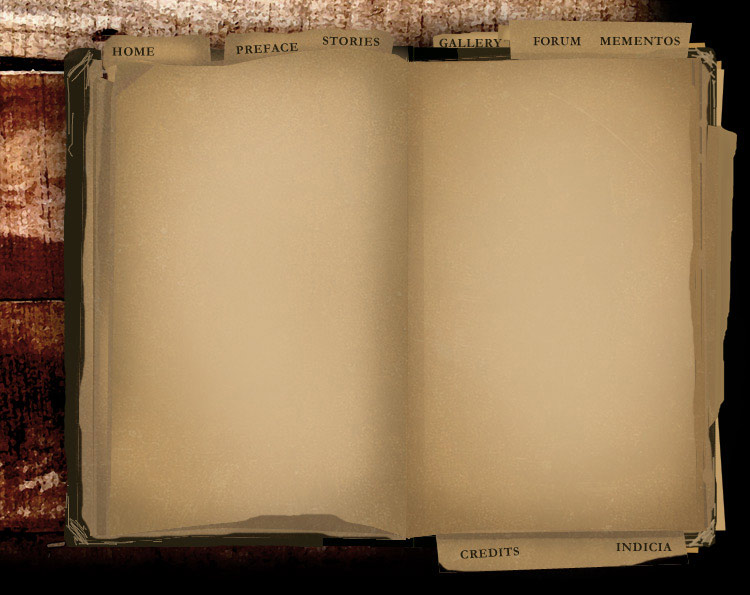 HOME
PREFACE
STORIES
GALLERY
FORUM
MEMENTOS
CREDITS
INDICIA